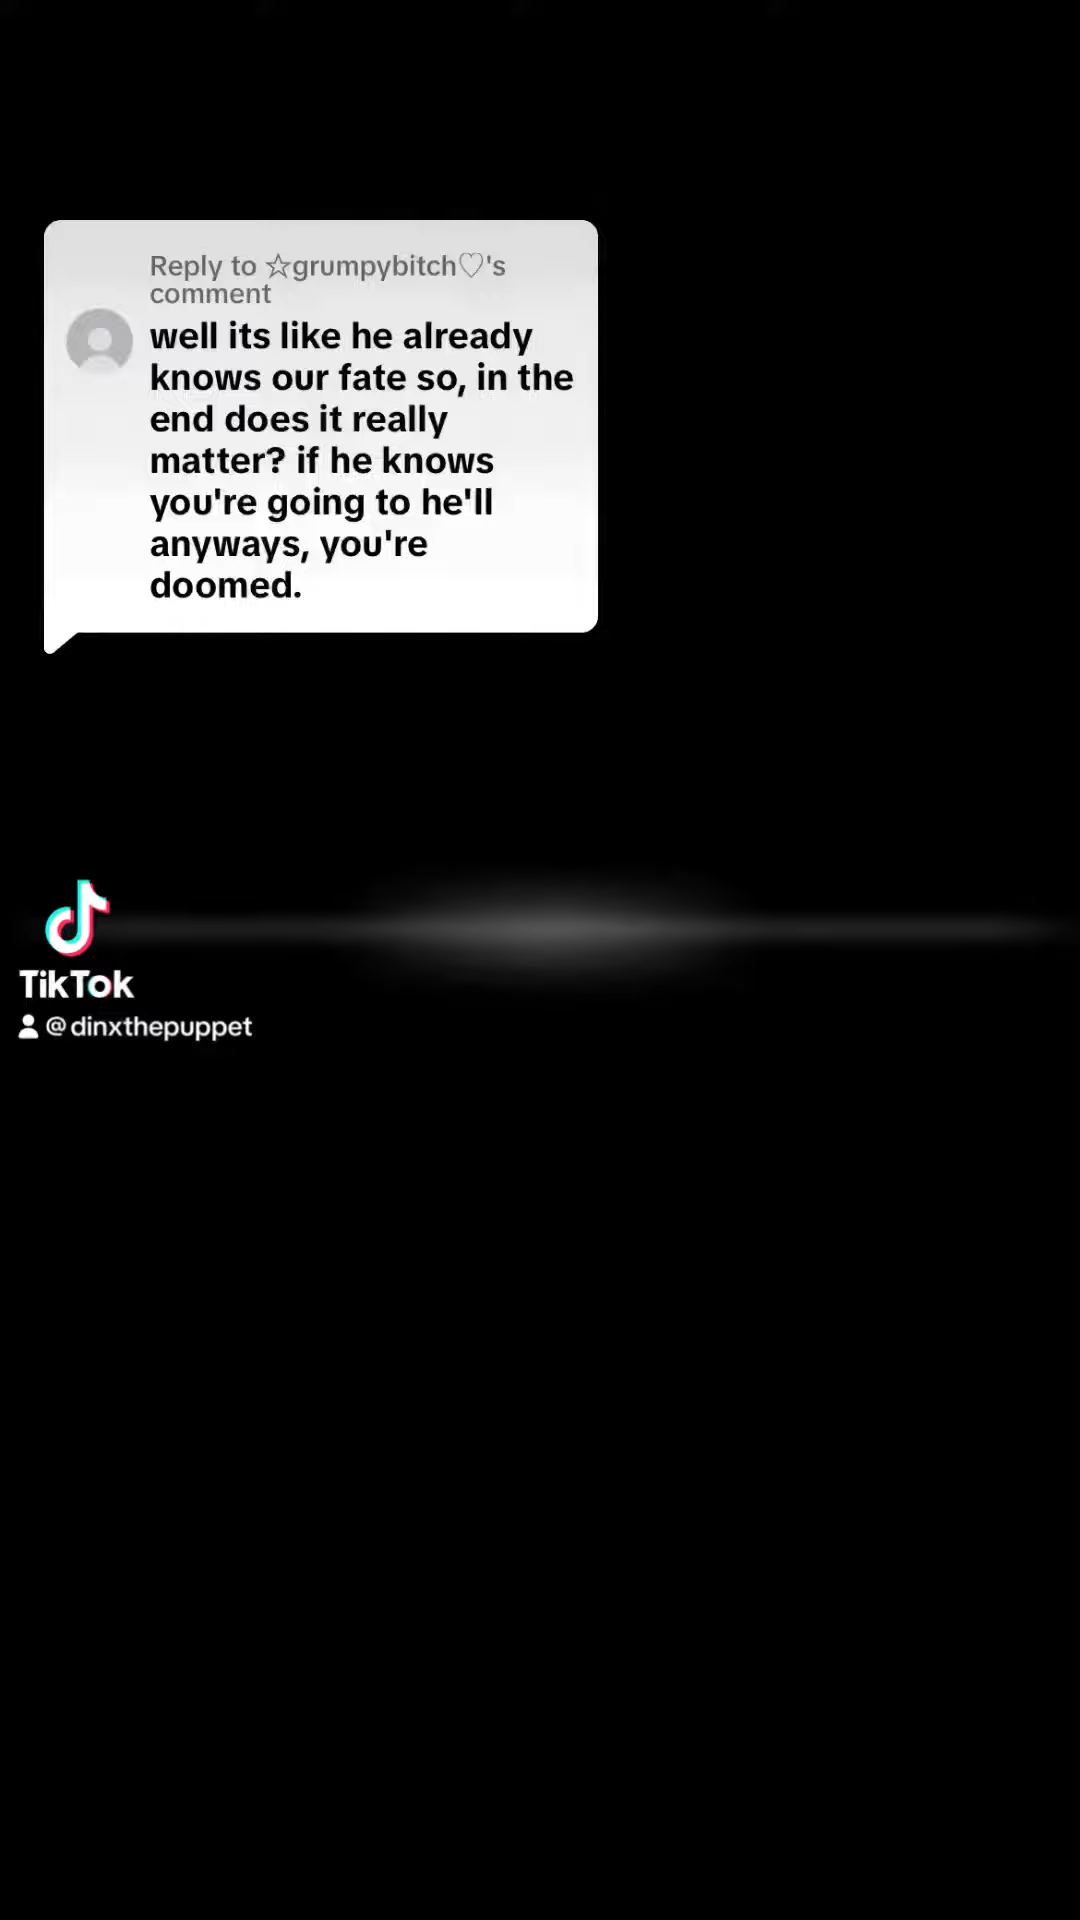 Reply to ☆grumpybitch♡'s
comment
well its like he already
knows our fate so, in the
end does it really
matter? if he knows
you're going to he'll
anyways, you're
doomed.
TikTok
@dinxthepuppet